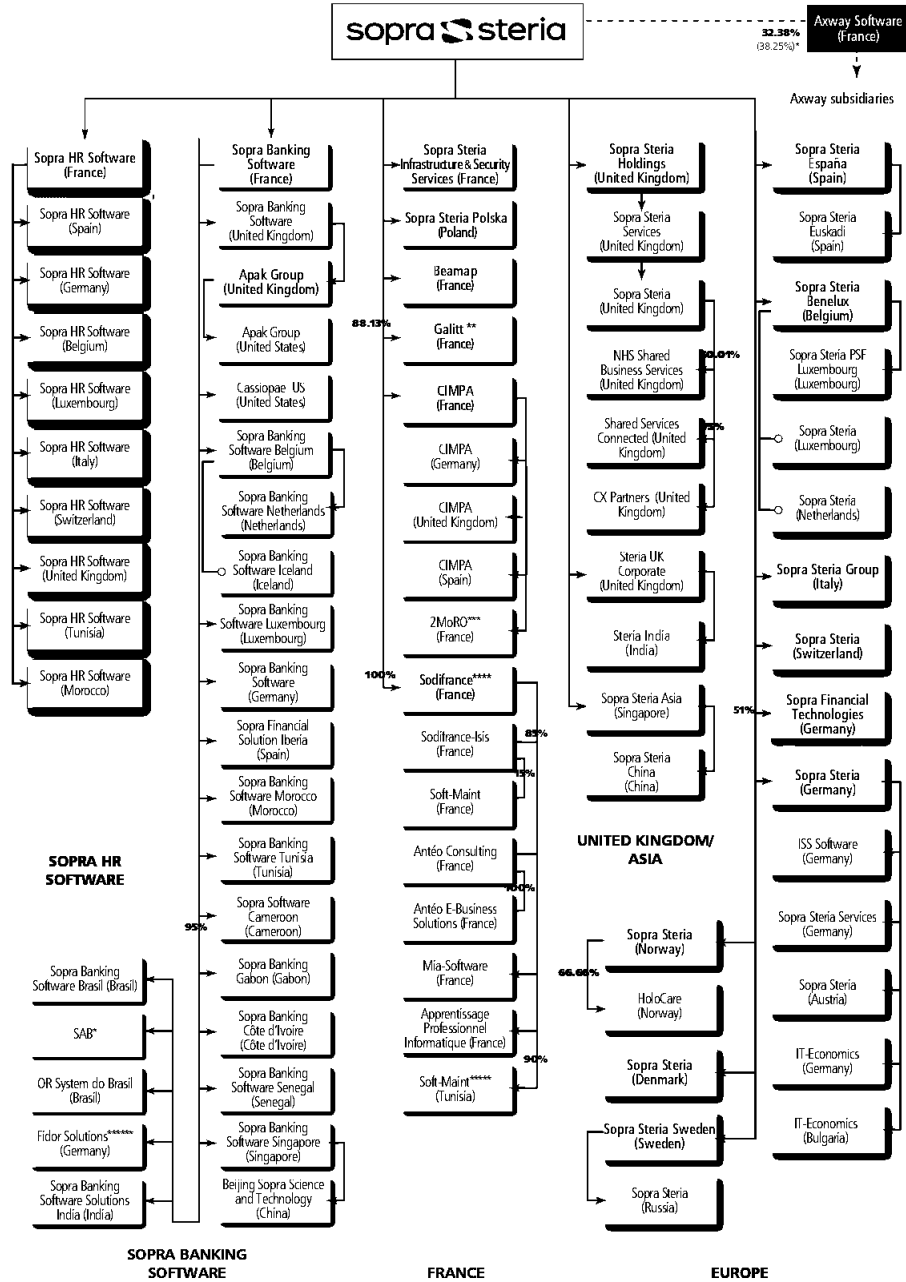 sopra steria
32.38%
(38.25%)*
Axway Software
(France)
Axway subsidiaries
Sopra HR Software
(France)
Sopra HR Software
(Spain)
Sopra HR Software
(Germany)
Sopra HR Software
(Belgium)
Sopra HR Software
(Luxembourg)
Sopra HR Software
(Italy)
Sopra HR Software
(Switzerland)
Sopra HR Software
(United Kingdom)
Sopra HR Software
(Tunisia)
Sopra HR Software
(Morocco)
SOPRA HR
SOFTWARE
Sopra Banking
Software
(France)
Sopra Banking
Software
(United Kingdom)
Apak Group
(United Kingdom)
Apak Group
(United States)
Cassiopae US
(United States)
Sopra Banking
Software Belgium
(Belgium)
Sopra Banking
Software Netherlands
(Netherlands)
Sopra Banking
Software Iceland
(Iceland)
Sopra Banking
Software Luxembourg
(Luxembourg)
Sopra Banking
Software
(Germany)
Sopra Financial
Solution Iberia
(Spain)
Sopra Banking
Software Morocco
(Morocco)
Sopra Banking
Software Tunisia
(Tunisia)
95%
Sopra Software
Cameroon
(Cameroon)
Sopra Banking
Gabon (Gabon)
Sopra Banking
Côte d'Ivoire
(Côte d'Ivoire)
Sopra Banking
Software Senegal
(Senegal)
Sopra Banking
Software Singapore
(Singapore)
Beijing Sopra Science
and Technology
(China)
Sopra Banking
Software Brasil (Brasil)
SAB*
OR System do Brasil
(Brasil)
Fidor Solutions******
(Germany)
Sopra Banking
Software Solutions
India (India)
SOPRA BANKING
SOFTWARE
Sopra Steria
Infrastructure & Security
Services (France)
Sopra Steria Polska
(Poland)
Beamap
(France)
88.13%
Galitt **
(France)
CIMPA
(France)
CIMPA
(Germany)
CIMPA
(United Kingdom)
CIMPA
(Spain)
2MoRO***
(France)
100%
Sodifrance****
(France)
85%
Sodifrance-Isis
(France)
15%
Soft-Maint
(France)
Antéo Consulting
(France)
100%
Antéo E-Business
Solutions (France)
Mia-Software
(France)
Apprentissage
Professionnel
Informatique (France)
90%
Soft-Maint*****
(Tunisia)
FRANCE
Sopra Steria
Holdings
(United Kingdom)
Sopra Steria
Services
(United Kingdom)
Sopra Steria
(United Kingdom)
NHS Shared
Business Services
(United Kingdom)
Shared Services
Connected (United
Kingdom)
75%
CX Partners (United
Kingdom)
Steria UK
Corporate
(United Kingdom)
Steria India
(India)
Sopra Steria Asia
(Singapore)
Sopra Steria
China
(China)
UNITED KINGDOM/
ASIA
Sopra Steria
España
(Spain)
Sopra Steria
Euskadi
(Spain)
Sopra Steria
Benelux
(Belgium)
Sopra Steria PSF
Luxembourg
(Luxembourg)
Sopra Steria
(Luxembourg)
Sopra Steria
(Netherlands)
Sopra Steria Group
(Italy)
Sopra Steria
(Switzerland)
51%
Sopra Financial
Technologies
(Germany)
Sopra Steria
(Germany)
ISS Software
(Germany)
Sopra Steria Services
(Germany)
Sopra Steria
(Austria)
IT-Economics
(Germany)
IT-Economics
(Bulgaria)
Sopra Steria
(Norway)
66.66%
HoloCare
(Norway)
Sopra Steria
(Denmark)
Sopra Steria Sweden
(Sweden)
Sopra Steria
(Russia)
EUROPE